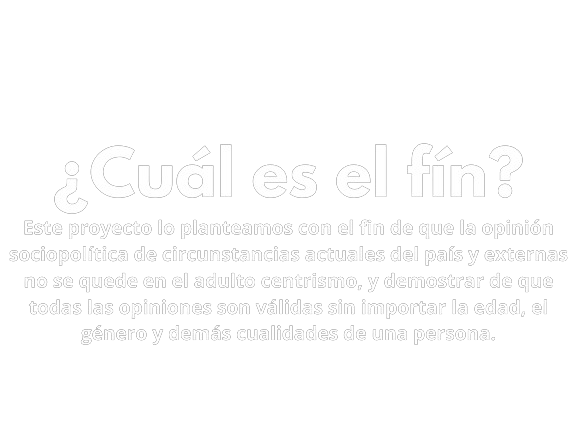 ¿Cuál es el fín?
Este proyecto lo planteamos con el fin de que la opinión
sociopolítica de circunstancias actuales del país y externas
no se quede en el adulto centrismo, y demostrar de que
todas las opiniones son válidas sin importar la edad, el
género y demás cualidades de una persona.